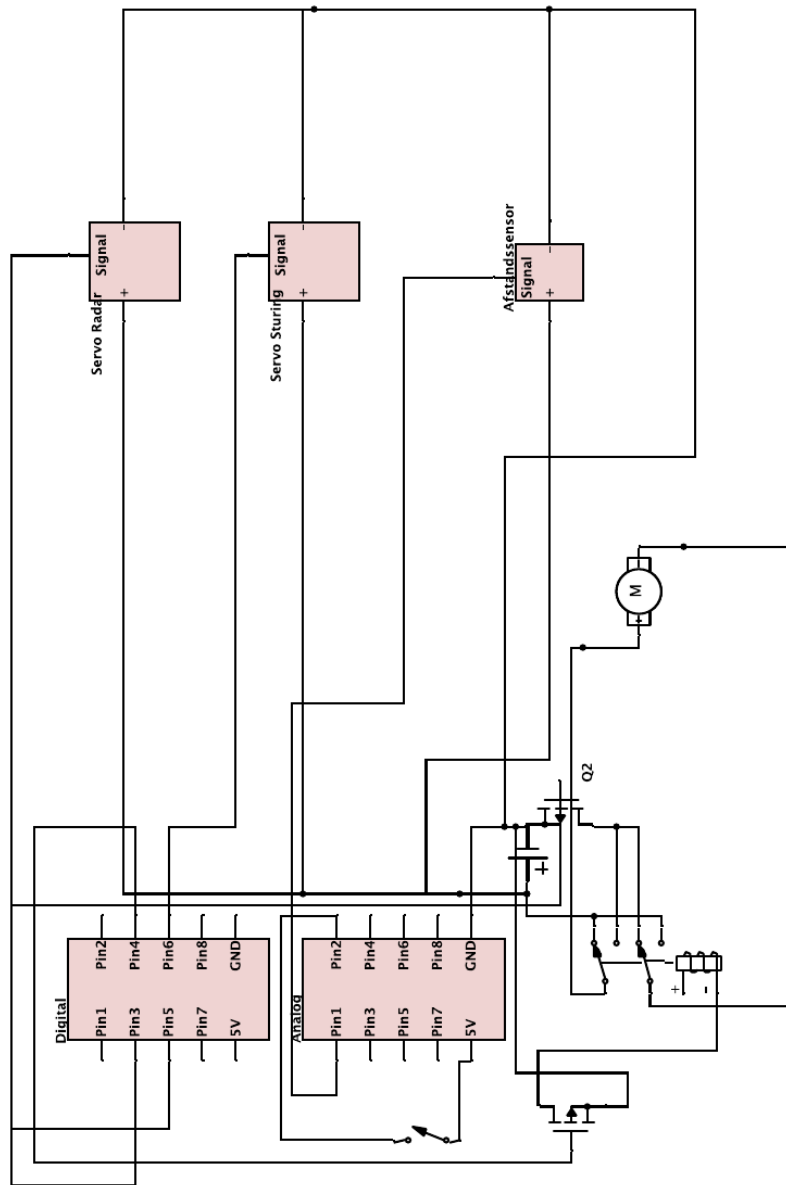 Digital
Pin1 Pin2
Pin3 Pin4
Pin5 Pin6
Pin7 Pin8
5V GND
Servo Radar
Signal
+ -
Servo Sturing
Signal
+ -
Analog
Pin1 Pin2
Pin3 Pin4
Pin5 Pin6
Pin7 Pin8
5V GND
Afstandssensor
Signal
+ -
+
Q2
+ M
+
-